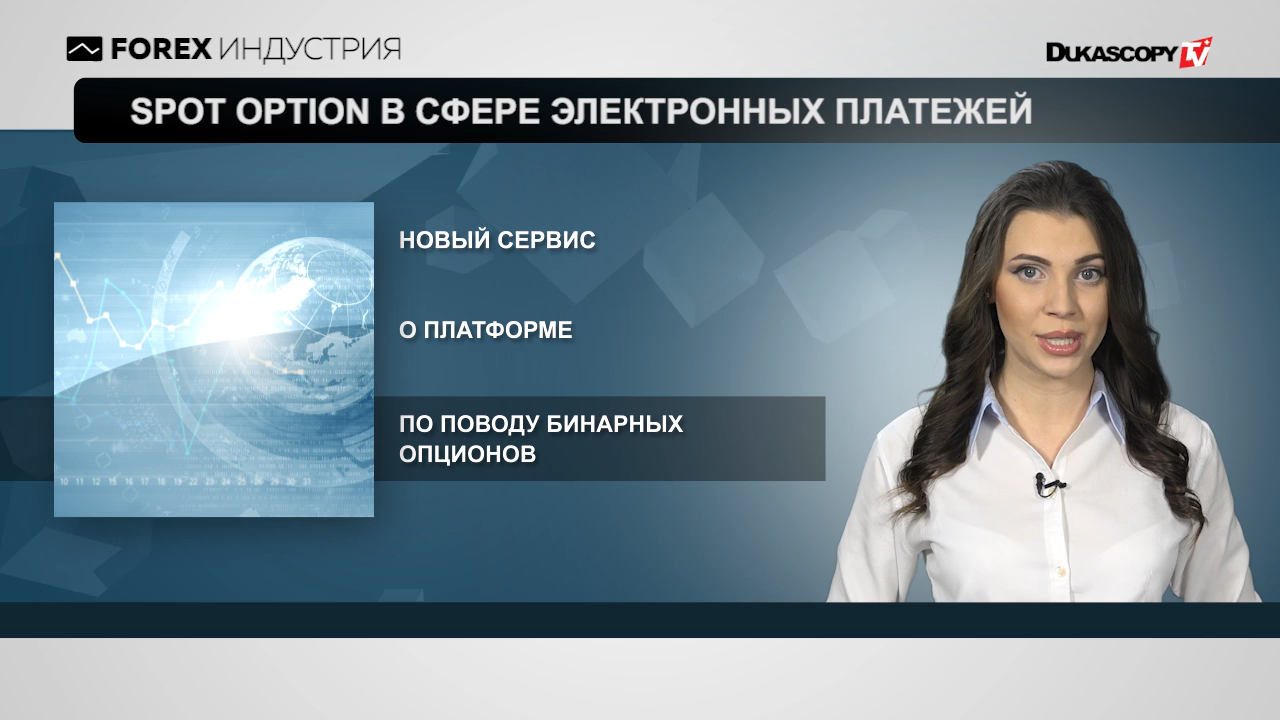 FOREX ИНДУСТРИЯ
DUKASCOPY TV
SPOT OPTION В СФЕРЕ ЭЛЕКТРОННЫХ ПЛАТЕЖЕЙ
НОВЫЙ СЕРВИС
О ПЛАТФОРМЕ
ПО ПОВОДУ БИНАРНЫХ
ОПЦИОНОВ